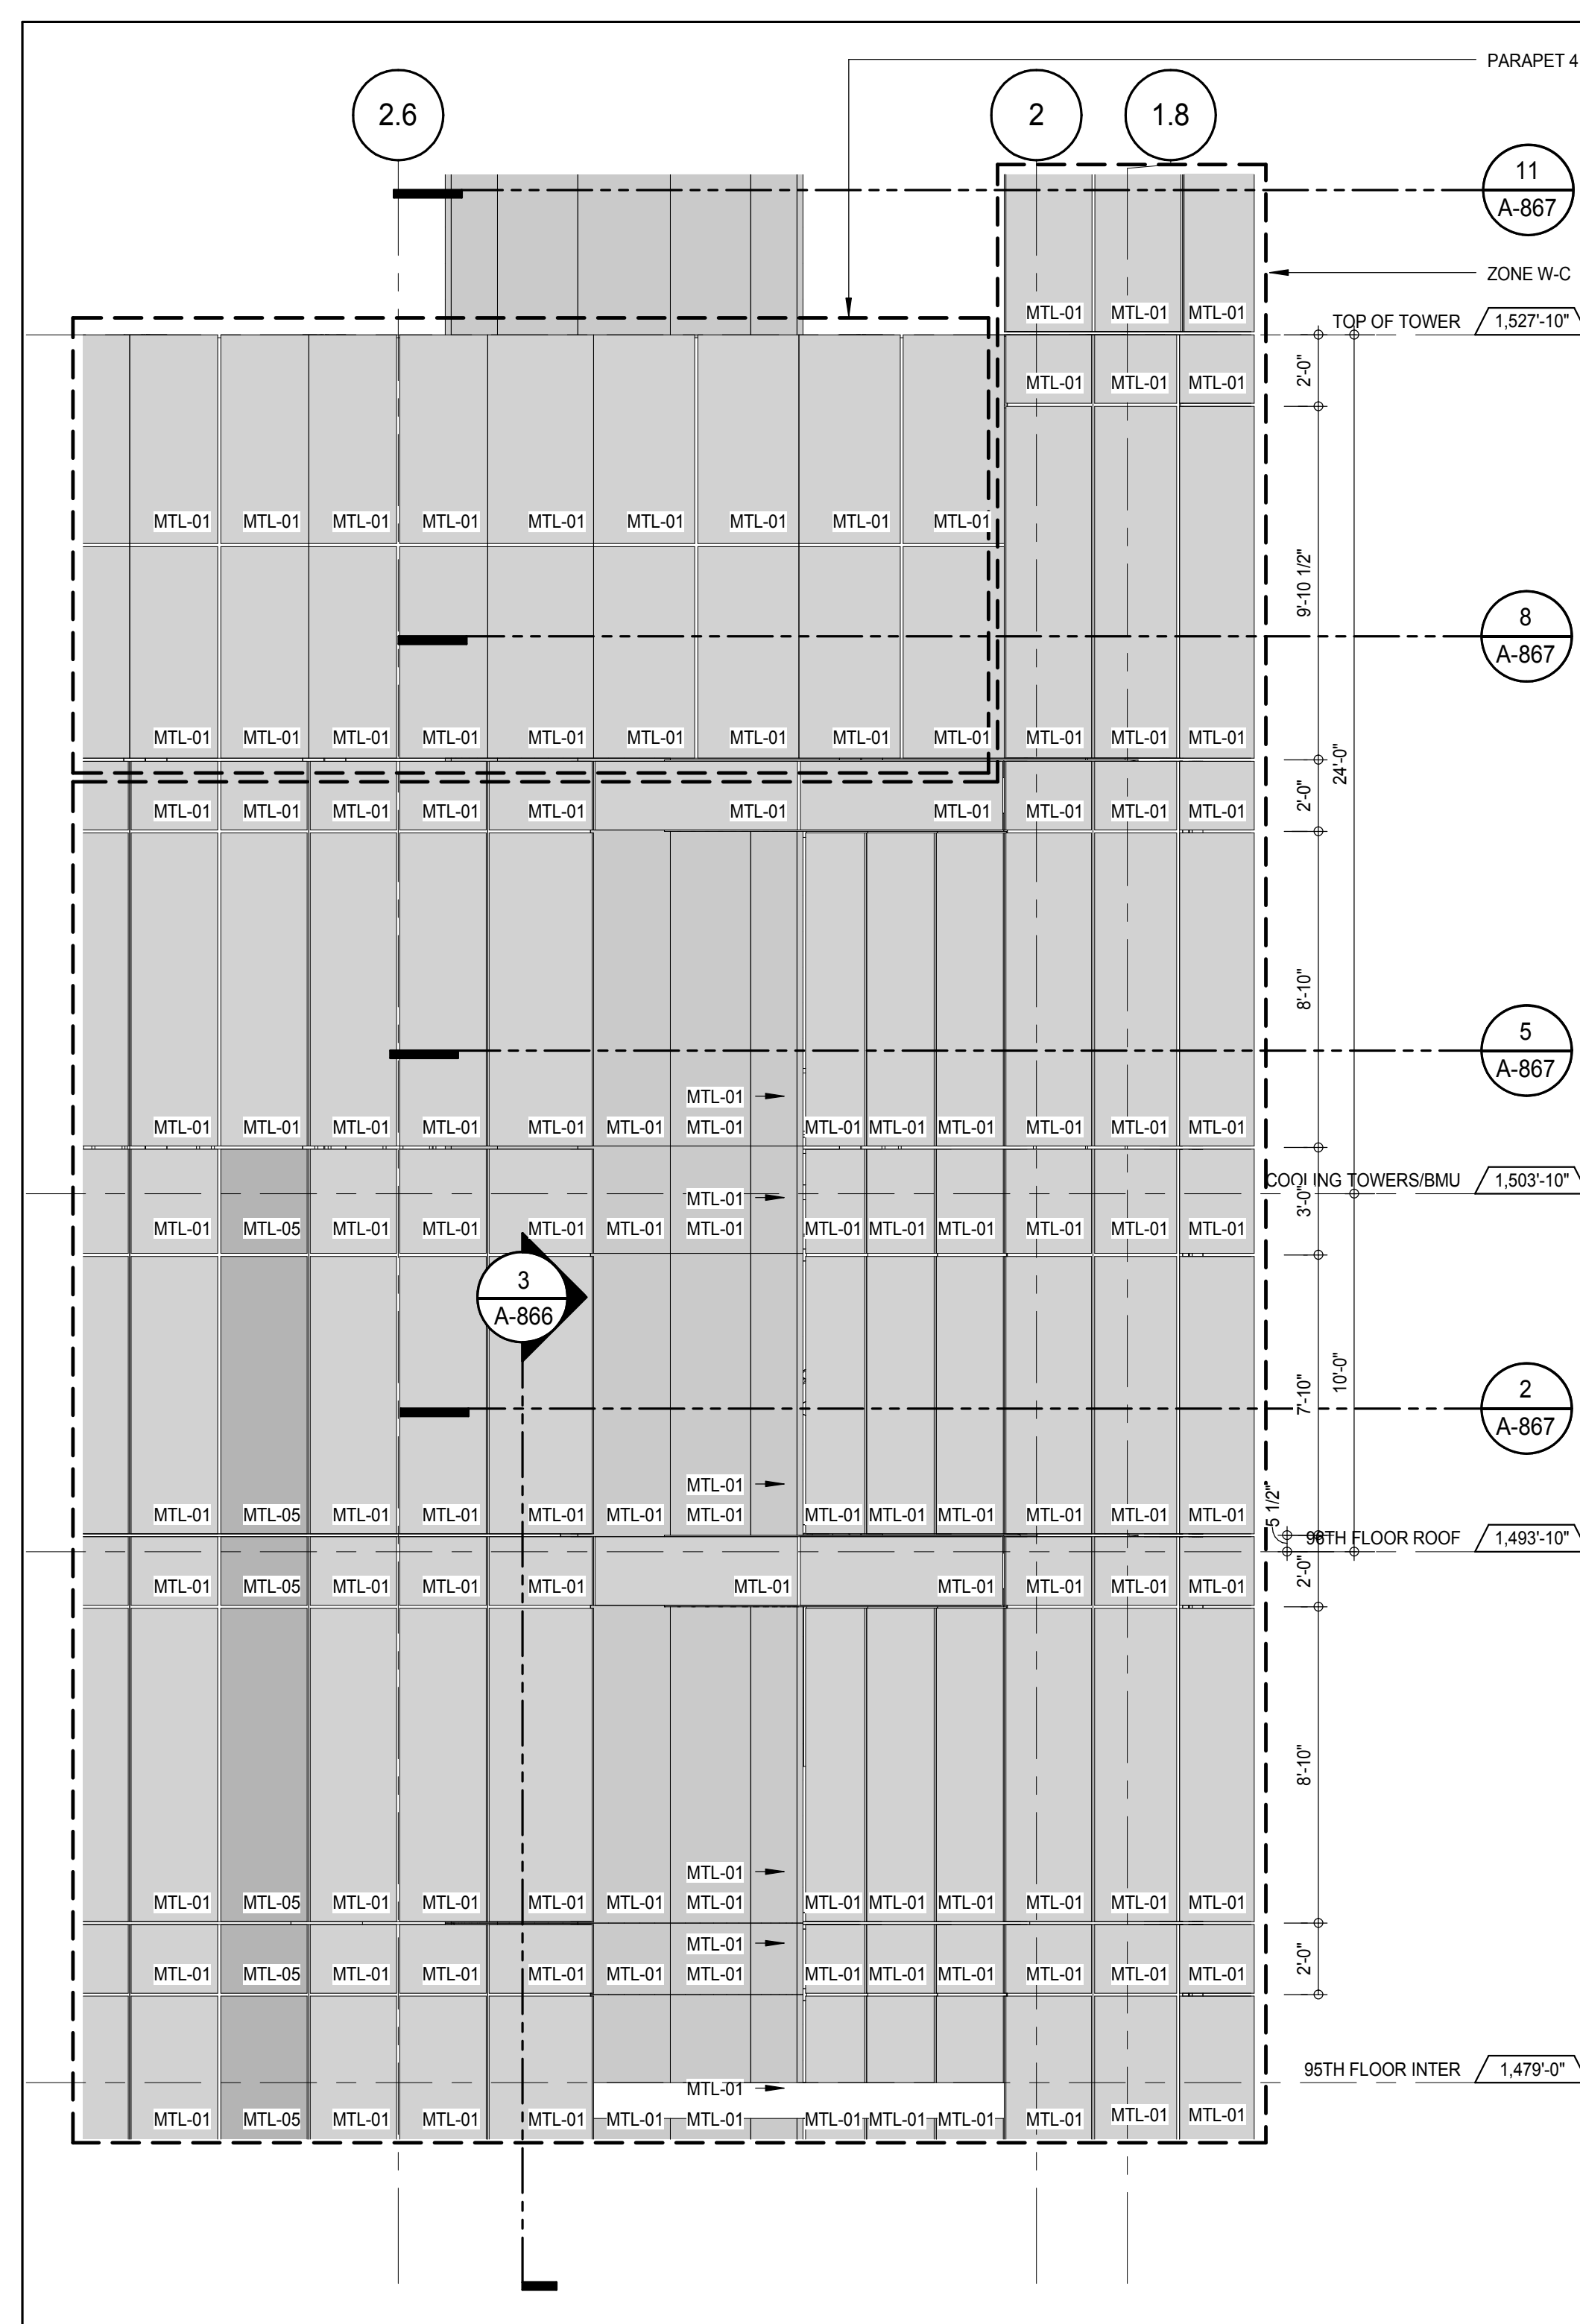 PARAPET 4
2.6
2
1.8
11
A-867
ZONE W-C
MTL-01 MTL-01 MTL-01
TOP OF TOWER 1,527'-10"
MTL-01 MTL-01 MTL-01
2'-0"
MTL-01 MTL-01 MTL-01 MTL-01 MTL-01 MTL-01 MTL-01 MTL-01 MTL-01
9'-10 1/2"
8
A-867
MTL-01 MTL-01 MTL-01 MTL-01 MTL-01 MTL-01 MTL-01 MTL-01 MTL-01 MTL-01 MTL-01 MTL-01
24'-0"
2'-0"
MTL-01 MTL-01 MTL-01 MTL-01 MTL-01 MTL-01 MTL-01 MTL-01 MTL-01 MTL-01
8'-10"
5
A-867
MTL-01
MTL-01 MTL-01 MTL-01 MTL-01 MTL-01 MTL-01 MTL-01 MTL-01 MTL-01 MTL-01 MTL-01 MTL-01 MTL-01
COOLING TOWERS/BMU 1,503'-10"
MTL-01
3'-0"
MTL-01 MTL-05 MTL-01 MTL-01 MTL-01 MTL-01 MTL-01 MTL-01 MTL-01 MTL-01 MTL-01 MTL-01 MTL-01
3
A-866
10'-0"
7'-10"
2
A-867
MTL-01
MTL-01 MTL-05 MTL-01 MTL-01 MTL-01 MTL-01 MTL-01 MTL-01 MTL-01 MTL-01 MTL-01 MTL-01 MTL-01
5 1/2"
96TH FLOOR ROOF 1,493'-10"
2'-0"
MTL-01 MTL-05 MTL-01 MTL-01 MTL-01 MTL-01 MTL-01 MTL-01 MTL-01 MTL-01
8'-10"
MTL-01
MTL-01 MTL-05 MTL-01 MTL-01 MTL-01 MTL-01 MTL-01 MTL-01 MTL-01 MTL-01 MTL-01 MTL-01 MTL-01
MTL-01
2'-0"
MTL-01 MTL-05 MTL-01 MTL-01 MTL-01 MTL-01 MTL-01 MTL-01 MTL-01 MTL-01 MTL-01 MTL-01 MTL-01
95TH FLOOR INTER 1,479'-0"
MTL-01
MTL-01 MTL-05 MTL-01 MTL-01 MTL-01 MTL-01 MTL-01 MTL-01 MTL-01 MTL-01 MTL-01 MTL-01 MTL-01